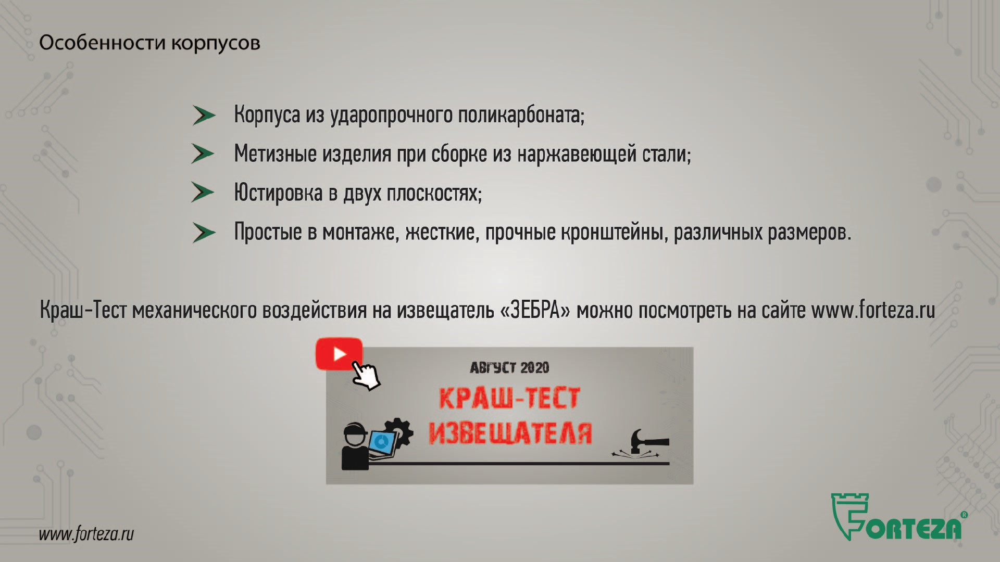 Особенности корпусов
Корпуса из ударопрочного поликарбоната;
Метизные изделия при сборке из наржавеющей стали;
Юстировка в двух плоскостях;
Простые в монтаже, жесткие, прочные кронштейны, различных размеров.
Краш-Тест механического воздействия на извещатель «ЗЕБРА» можно посмотреть на сайте www.forteza.ru
АВГУСТ 2020
КРАШ-ТЕСТ
ИЗВЕЩАТЕЛЯ
www.forteza.ru
FORTEZA®